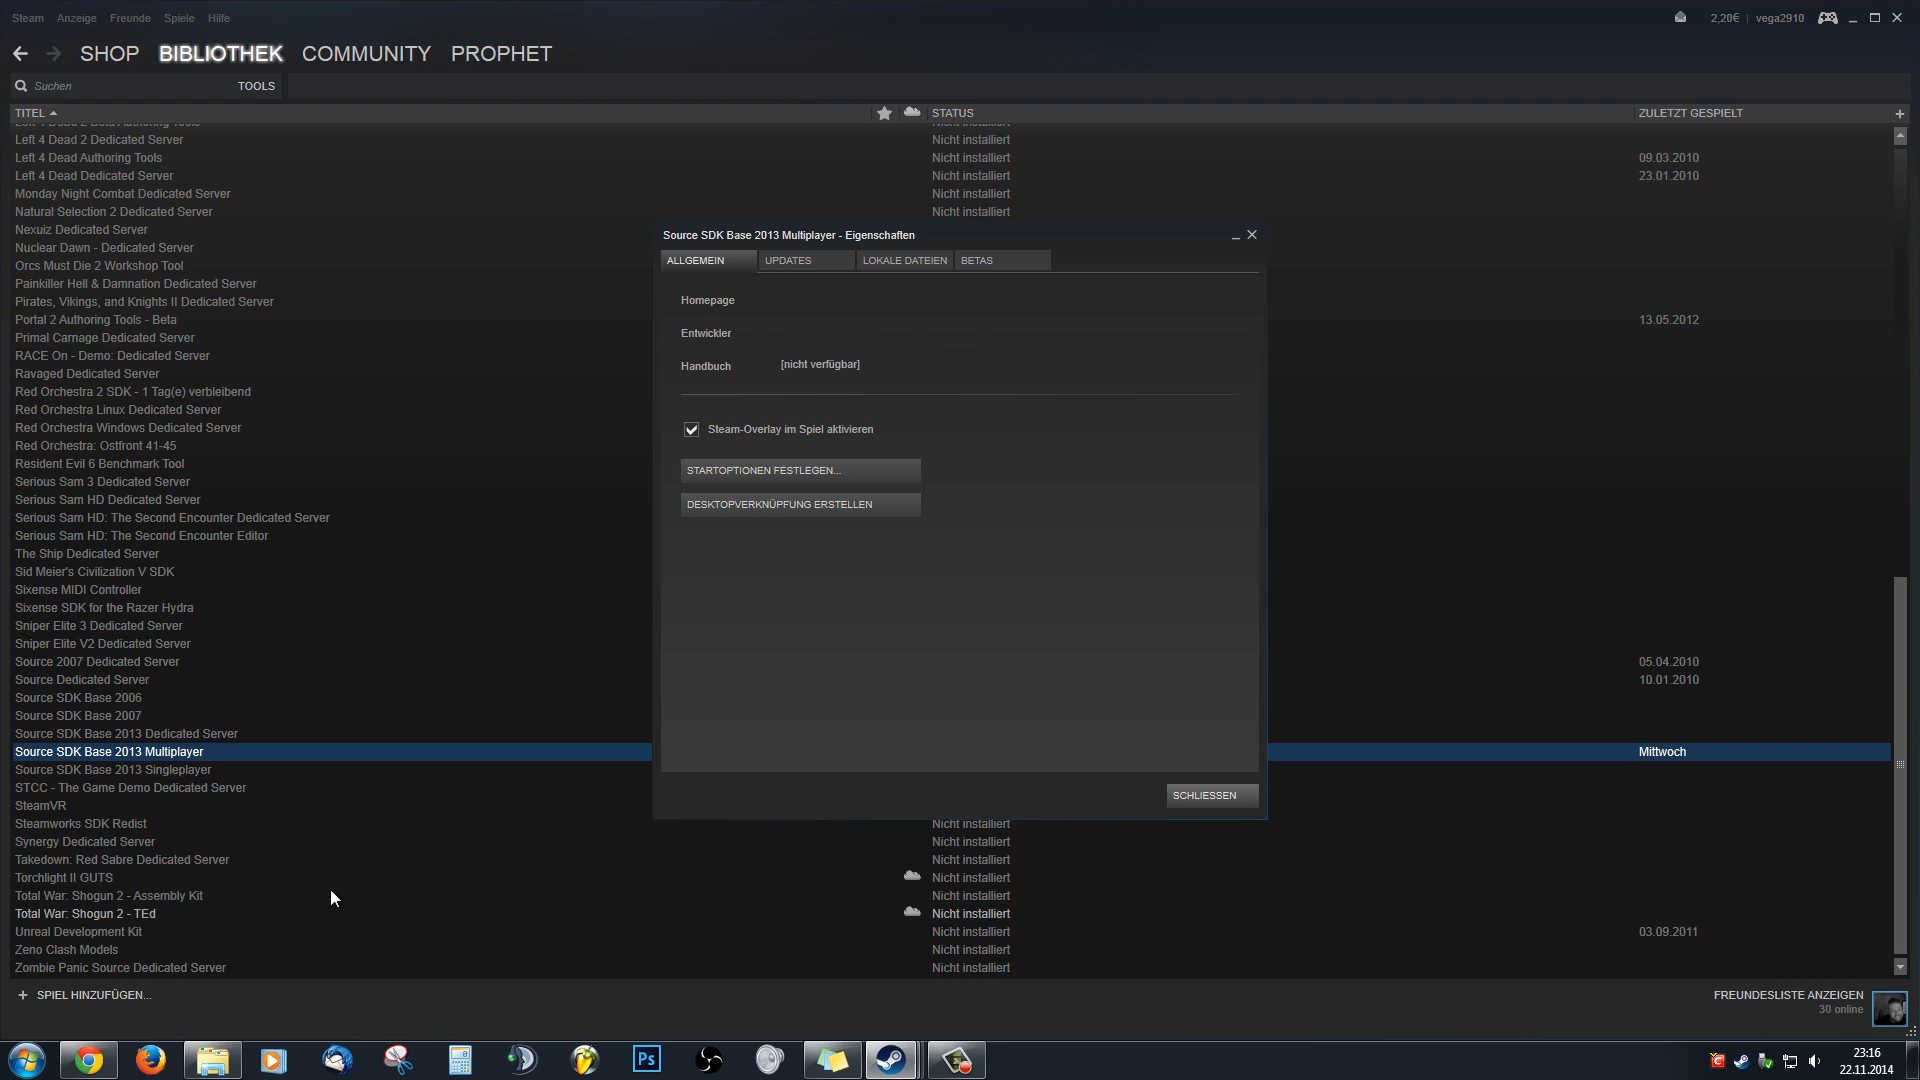 Steam Anzeige Freunde Spiele Hilfe
2,20€ | vega2910
SHOP BIBLIOTHEK COMMUNITY PROPHET
Suchen TOOLS
TITEL STATUS ZULETZT GESPIELT
Left 4 Dead 2 Beta Authoring Tools Nicht installiert
Left 4 Dead 2 Dedicated Server Nicht installiert
Left 4 Dead Authoring Tools Nicht installiert 09.03.2010
Left 4 Dead Dedicated Server Nicht installiert 23.01.2010
Monday Night Combat Dedicated Server Nicht installiert
Natural Selection 2 Dedicated Server Nicht installiert
Nexuiz Dedicated Server
Nuclear Dawn - Dedicated Server
Orcs Must Die 2 Workshop Tool
Painkiller Hell & Damnation Dedicated Server
Pirates, Vikings, and Knights II Dedicated Server
Portal 2 Authoring Tools - Beta 13.05.2012
Primal Carnage Dedicated Server
RACE On - Demo: Dedicated Server
Ravaged Dedicated Server
Red Orchestra 2 SDK - 1 Tag(e) verbleibend
Red Orchestra Linux Dedicated Server
Red Orchestra Windows Dedicated Server
Red Orchestra: Ostfront 41-45
Resident Evil 6 Benchmark Tool
Serious Sam 3 Dedicated Server
Serious Sam HD Dedicated Server
Serious Sam HD: The Second Encounter Dedicated Server
Serious Sam HD: The Second Encounter Editor
The Ship Dedicated Server
Sid Meier's Civilization V SDK
Sixense MIDI Controller
Sixense SDK for the Razer Hydra
Sniper Elite 3 Dedicated Server
Sniper Elite V2 Dedicated Server
Source 2007 Dedicated Server 05.04.2010
Source Dedicated Server 10.01.2010
Source SDK Base 2006
Source SDK Base 2007
Source SDK Base 2013 Dedicated Server
Source SDK Base 2013 Multiplayer Mittwoch
Source SDK Base 2013 Singleplayer
STCC - The Game Demo Dedicated Server
SteamVR
Steamworks SDK Redist Nicht installiert
Synergy Dedicated Server Nicht installiert
Takedown: Red Sabre Dedicated Server Nicht installiert
Torchlight II GUTS Nicht installiert
Total War: Shogun 2 - Assembly Kit Nicht installiert
Total War: Shogun 2 - TEd Nicht installiert
Unreal Development Kit Nicht installiert 03.09.2011
Zeno Clash Models Nicht installiert
Zombie Panic Source Dedicated Server Nicht installiert
Source SDK Base 2013 Multiplayer - Eigenschaften
ALLGEMEIN UPDATES LOKALE DATEIEN BETAS
Homepage
Entwickler
Handbuch [nicht verfügbar]
Steam-Overlay im Spiel aktivieren
STARTOPTIONEN FESTLEGEN...
DESKTOPVERKNÜPFUNG ERSTELLEN
SCHLIESSEN
+ SPIEL HINZUFÜGEN...
FREUNDESLISTE ANZEIGEN
30 online
Ps
23:16
22.11.2014